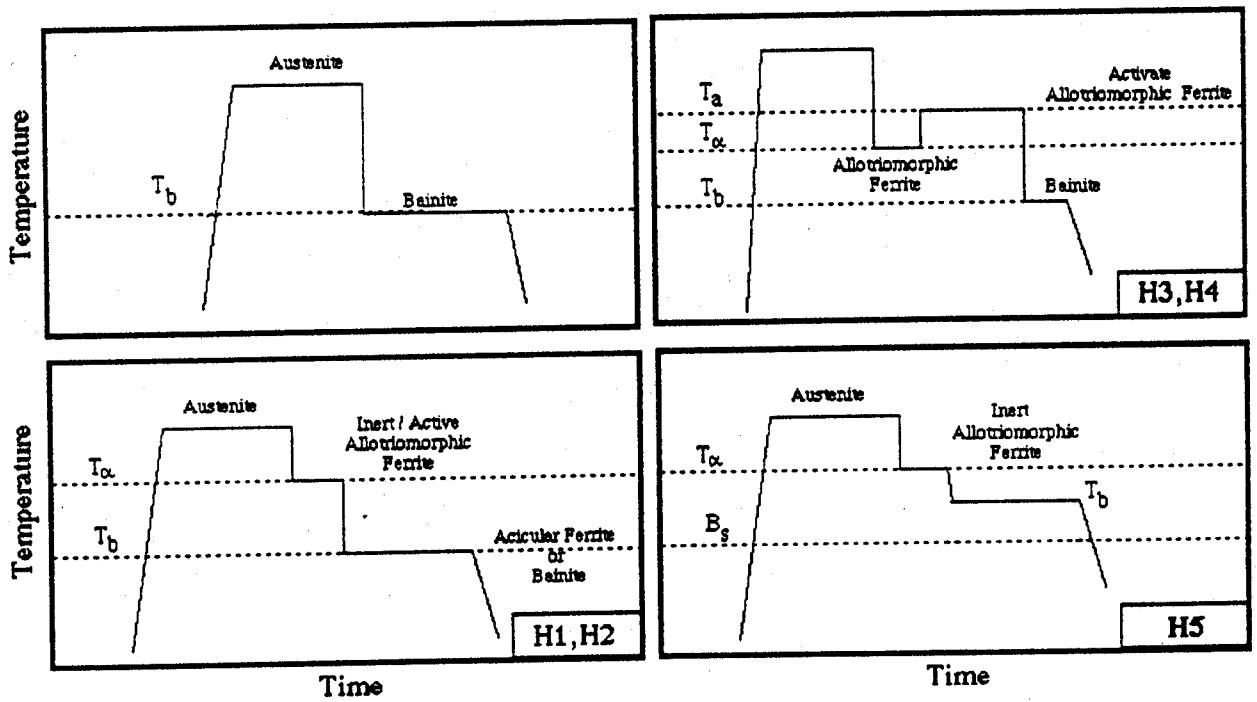 Temperature
Austenite
T_b
Bainite
T_a
T_α
T_b
Activate
Allotriomorphic Ferrite
Allotriomorphic
Ferrite
Bainite
H3,H4
Temperature
Austenite
Inert / Active
Allotriomorphic
Ferrite
T_α
T_b
Acicular Ferrite
or
Bainite
H1,H2
Time
Austenite
Inert
Allotriomorphic
Ferrite
T_α
T_b
B_s
H5
Time